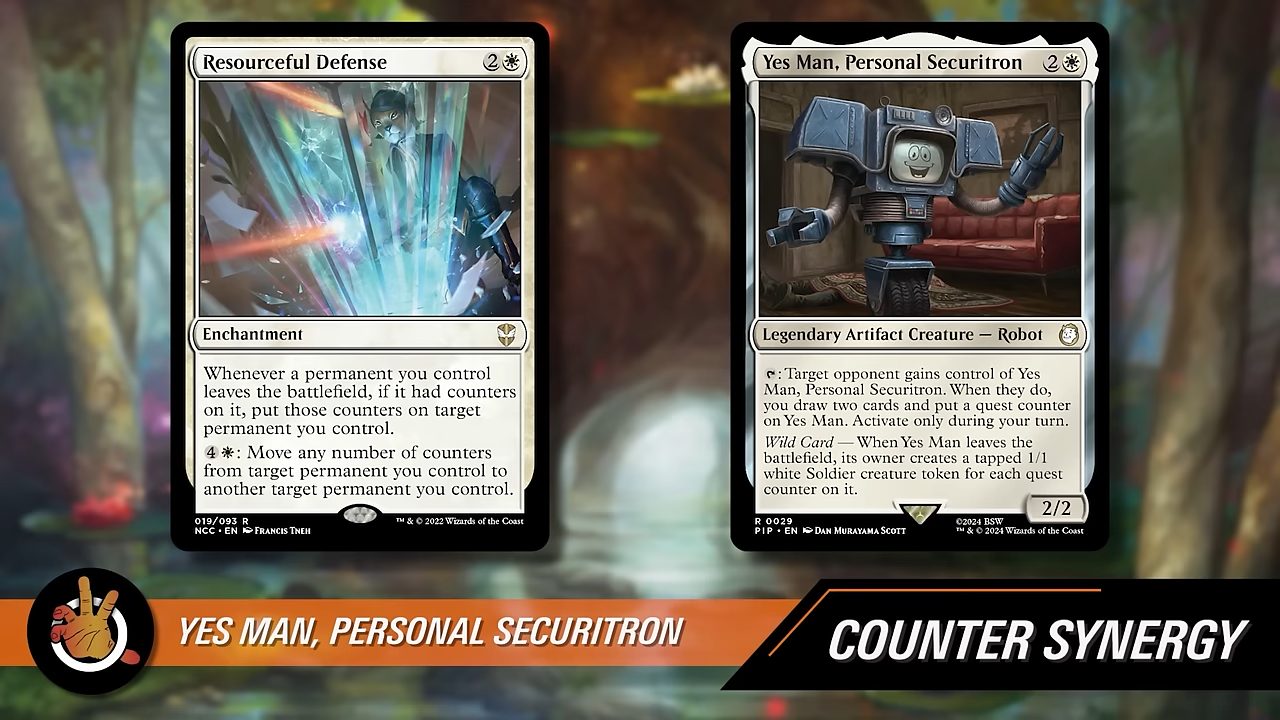 Resourceful Defense 2
Enchantment
Whenever a permanent you control
leaves the battlefield, if it had counters
on it, put those counters on target
permanent you control.
4 : Move any number of counters
from target permanent you control to
another target permanent you control.
019/093 R
NCC • EN FRANCIS TNEH
™ & © 2022 Wizards of the Coast
Yes Man, Personal Securitron 2
Legendary Artifact Creature — Robot
: Target opponent gains control of Yes
Man, Personal Securitron. When they do,
you draw two cards and put a quest counter
on Yes Man. Activate only during your turn.
Wild Card — When Yes Man leaves the
battlefield, its owner creates a tapped 1/1
white Soldier creature token for each quest
counter on it.
2/2
R 0029
PIP • EN DAN MURAYAMA SCOTT
©2024 BSW
™ & © 2024 Wizards of the Coast
YES MAN, PERSONAL SECURITRON
COUNTER SYNERGY